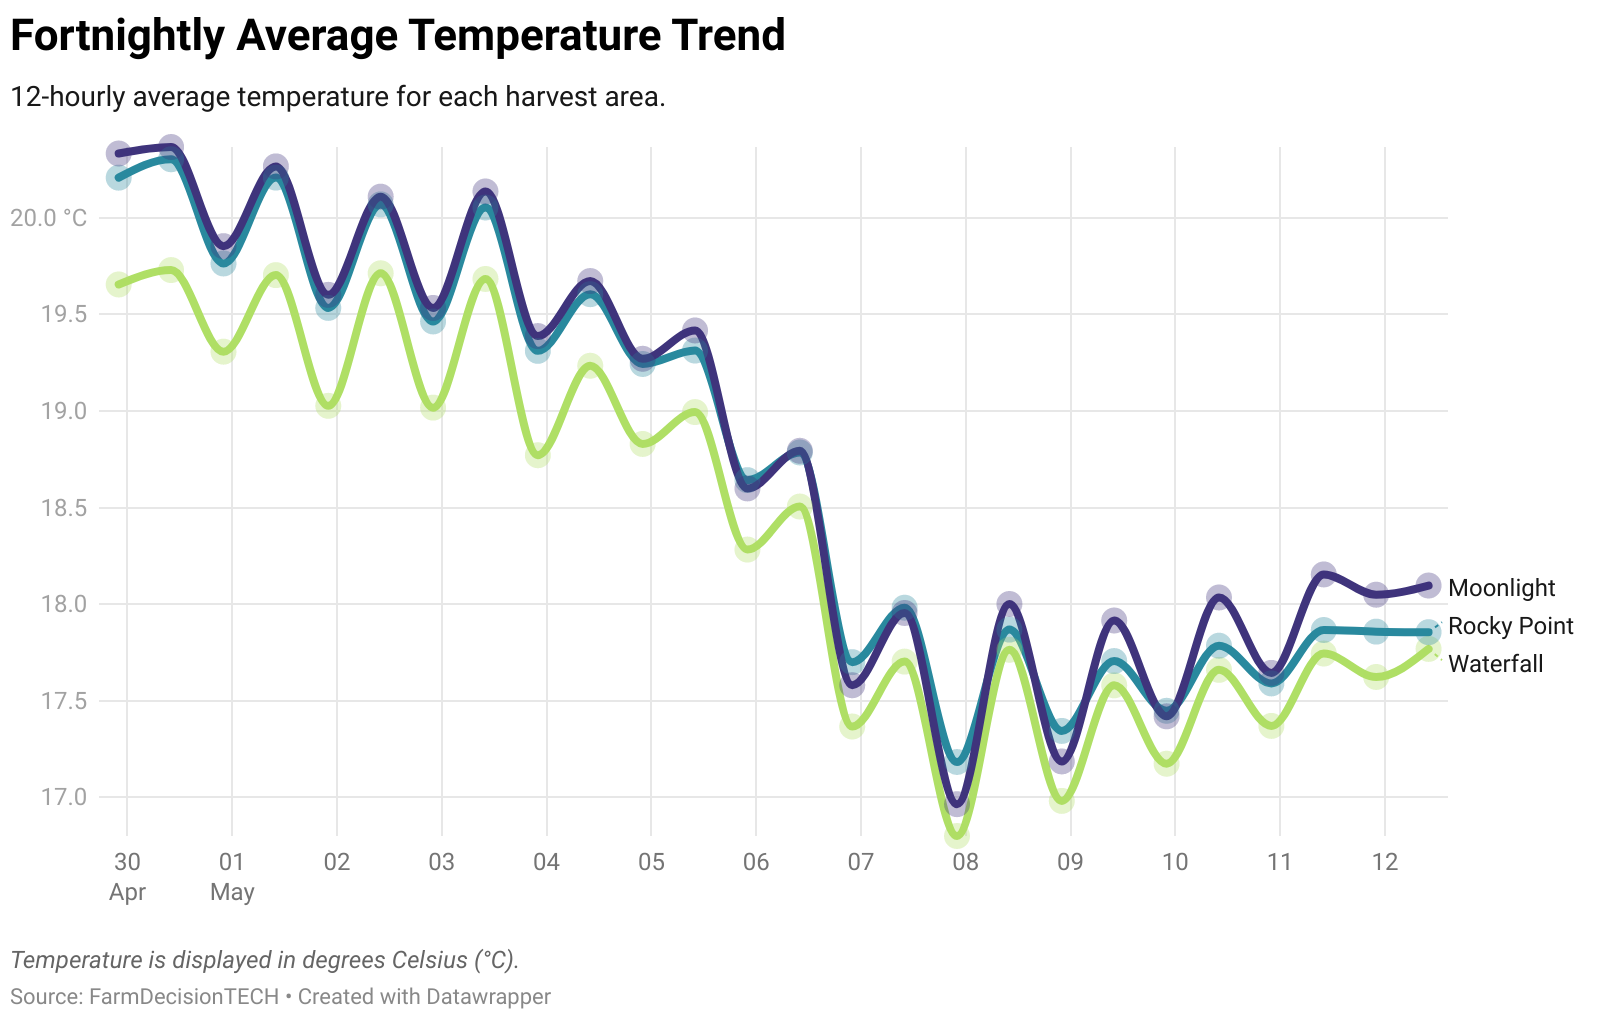 Fortnightly Average Temperature Trend
12-hourly average temperature for each harvest area.
20.0 °C
19.5
19.0
18.5
18.0
17.5
17.0
Moonlight
Rocky Point
Waterfall
30 01 02 03 04 05 06 07 08 09 10 11 12
Apr May
Temperature is displayed in degrees Celsius (°C).
Source: FarmDecisionTECH • Created with Datawrapper